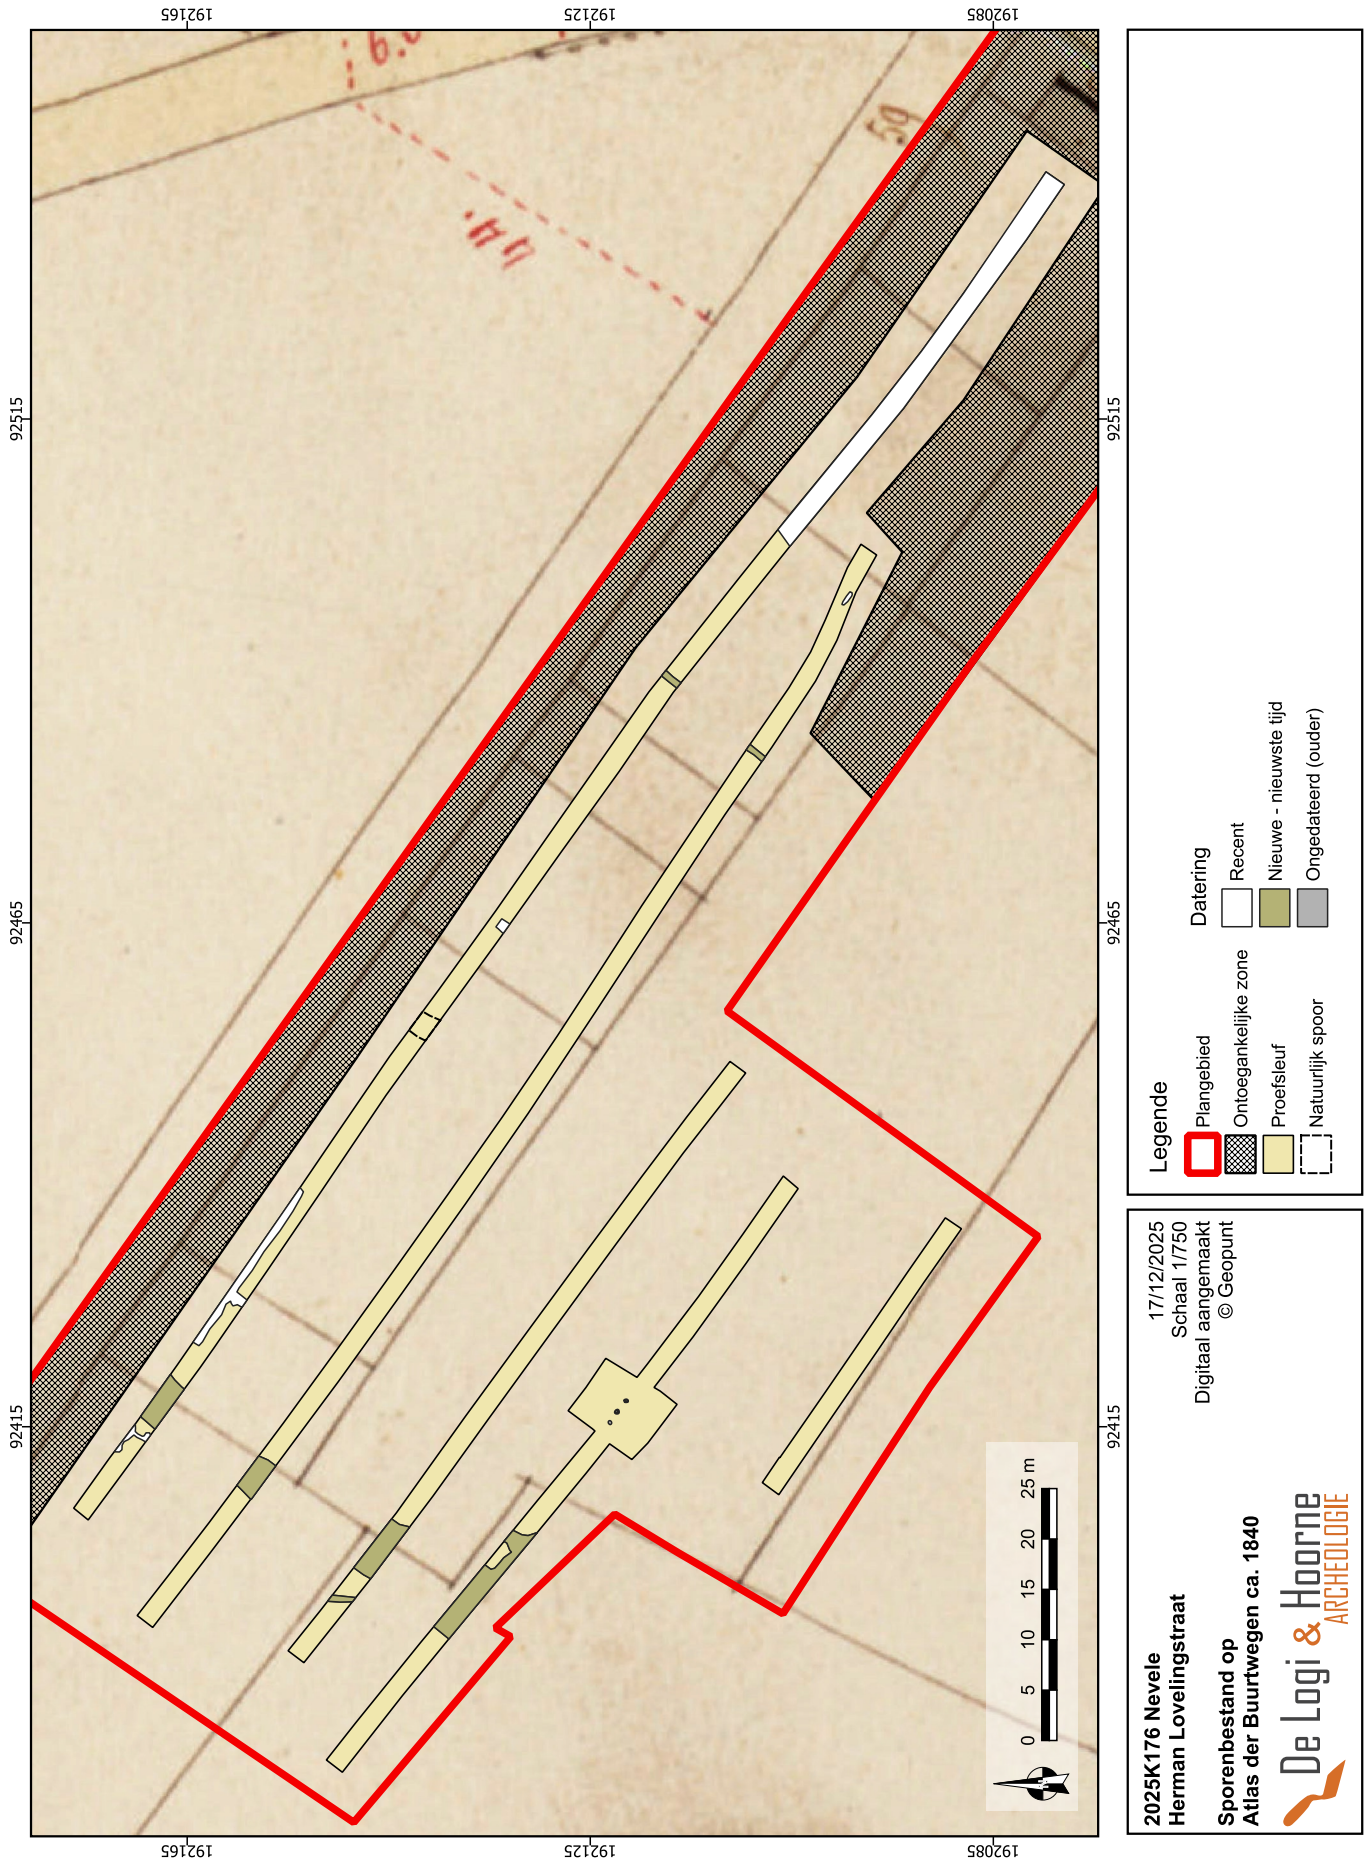 192165
192125
192085
92515
92465
92415
92515
92465
92415
192165
192125
192085
44.
59
0 5 10 15 20 25 m
2025K176 Nevele
Herman Lovelingstraat
Sporenbestand op
Atlas der Buurtwegen ca. 1840
De Logi & Hoorne
ARCHEOLOGIE
17/12/2025
Schaal 1/750
Digitaal aangemaakt
© Geopunt
Legende
Plangebied
Ontoegankelijke zone
Proefsleuf
Natuurlijk spoor
Datering
Recent
Nieuwe - nieuwste tijd
Ongedateerd (ouder)